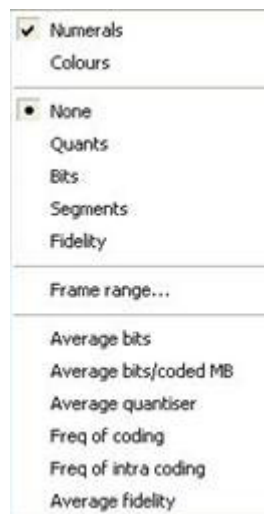 Numerals
Colours
None
Quants
Bits
Segments
Fidelity
Frame range...
Average bits
Average bits/coded MB
Average quantiser
Freq of coding
Freq of intra coding
Average fidelity